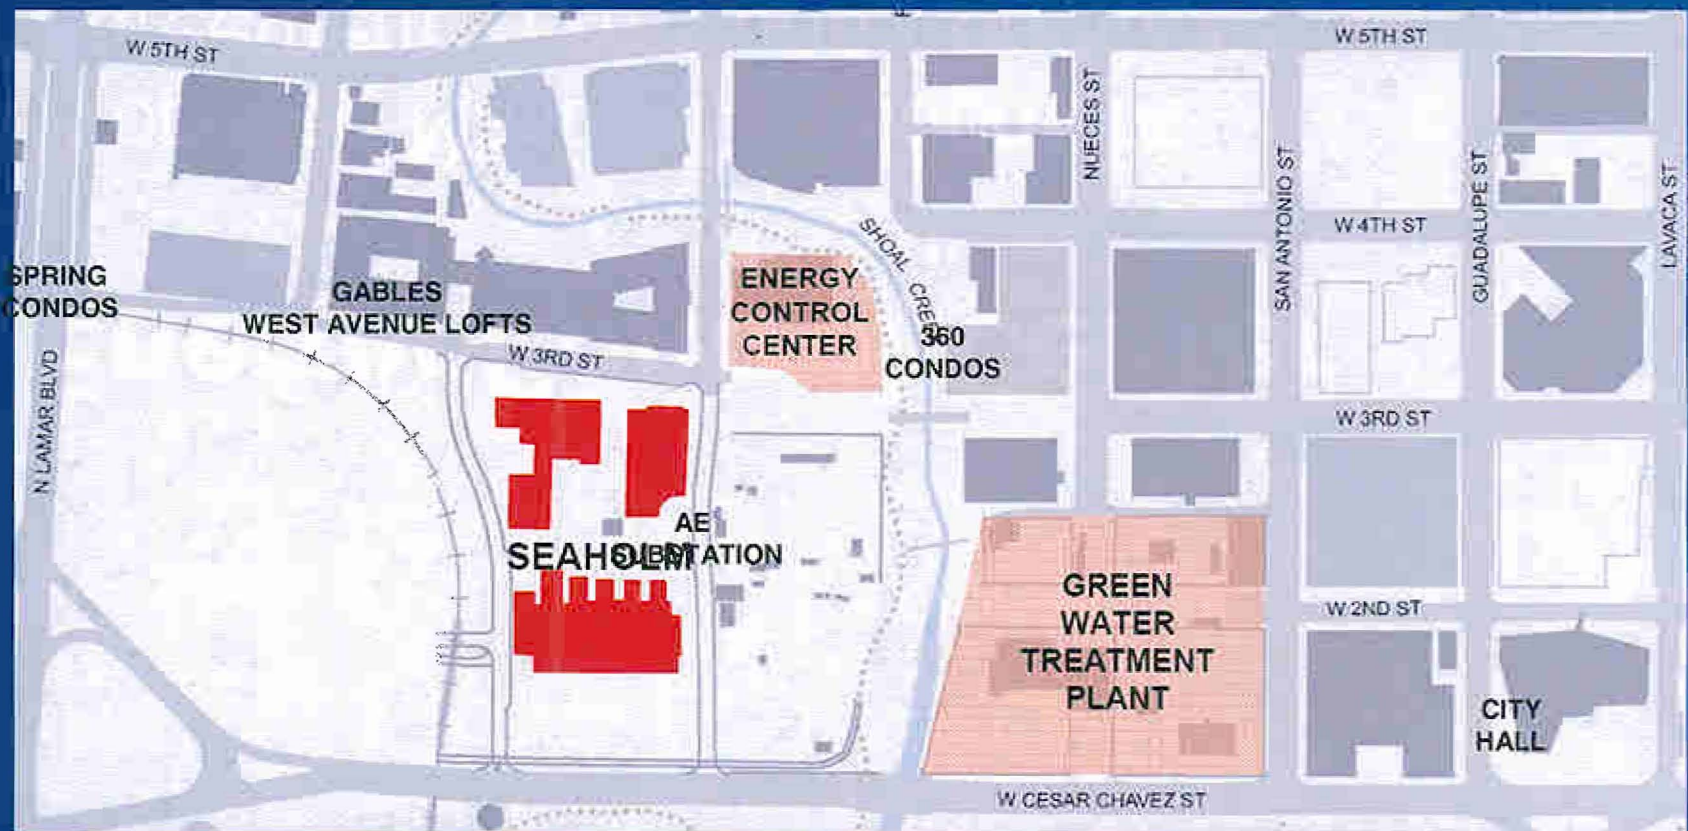 W 5TH ST
W 5TH ST
NUECES ST
SAN ANTONIO ST
GUADALUPE ST
LAVACA ST
W 4TH ST
SHOAL CREEK
SPRING
CONDOS
GABLES
WEST AVENUE LOFTS
ENERGY
CONTROL
CENTER
360
CONDOS
W 3RD ST
W 3RD ST
N LAMAR BLVD
AE
SUBSTATION
SEAHOLM
GREEN
WATER
TREATMENT
PLANT
W 2ND ST
CITY
HALL
W CESAR CHAVEZ ST